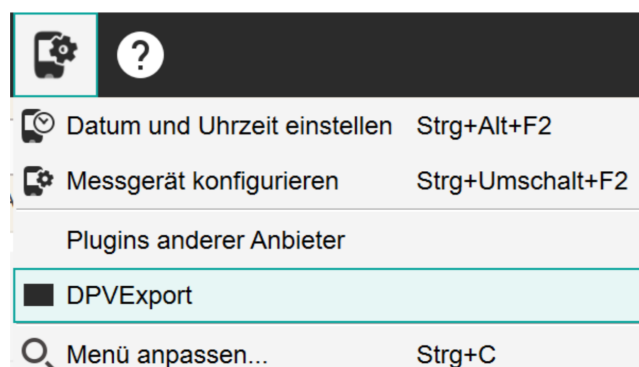 ?
Datum und Uhrzeit einstellen Strg+Alt+F2
Messgerät konfigurieren Strg+Umschalt+F2
Plugins anderer Anbieter
DPVExport
Menü anpassen... Strg+C